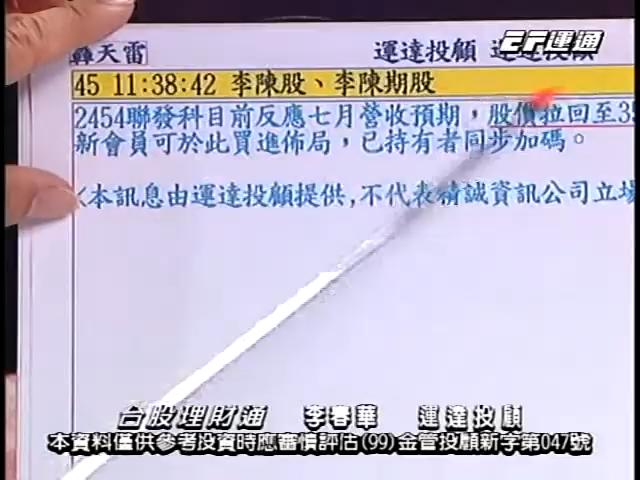 轟天雷 運達投顧
運通
45 11:38:42 李陳股、李陳期股
2454聯發科目前反應七月營收預期，股價拉回至3
新會員可於此買進佈局，已持有者同步加碼。
<本訊息由運達投顧提供,不代表精誠資訊公司立場
台股理財通 李春華 運達投顧
本資料僅供參考投資時應審慎評估(99)金管投顧新字第047號